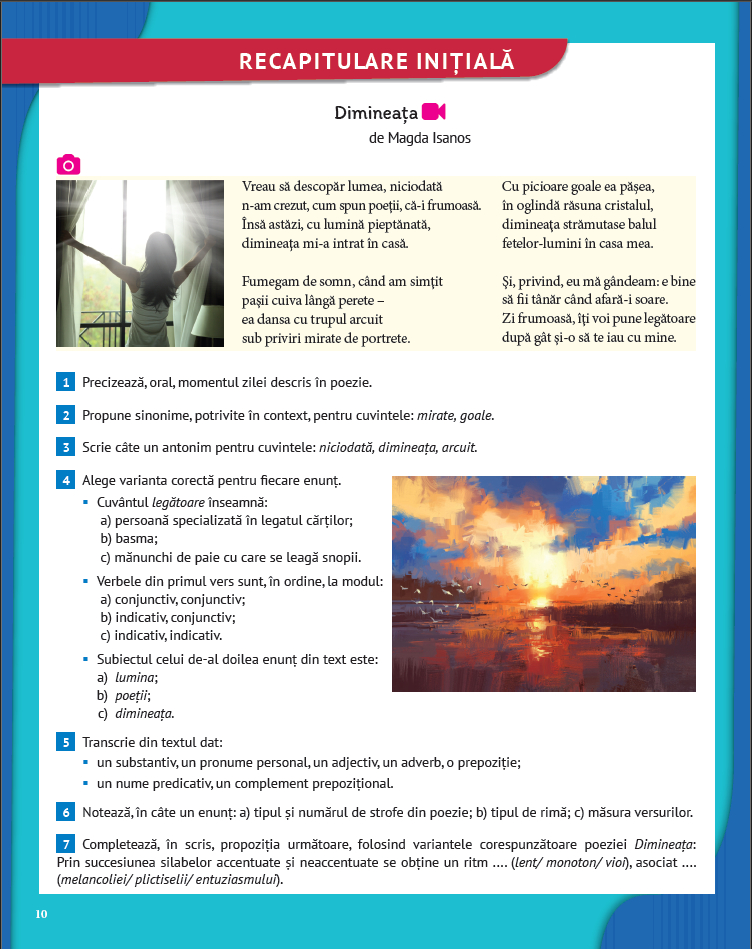 RECAPITULARE INIȚIALĂ
Dimineața
de Magda Isanos
Vreau să descopăr lumea, niciodată
n-am crezut, cum spun poeții, că-i frumoasă.
Însă astăzi, cu lumină pieptănată,
dimineața mi-a intrat în casă.
Fumegam de somn, când am simțit
pașii cuiva lângă perete –
ea dansa cu trupul arcuit
sub priviri mirate de portrete.
Cu picioare goale ea pășea,
în oglindă răsuna cristalul,
dimineața strămutase balul
fetelor-lumini în casa mea.
Și, privind, eu mă gândeam: e bine
să fii tânăr când afară-i soare.
Zi frumoasă, îți voi pune legătoare
după gât și-o să te iau cu mine.
1 Precizează, oral, momentul zilei descris în poezie.
2 Propune sinonime, potrivite în context, pentru cuvintele: mirate, goale.
3 Scrie câte un antonim pentru cuvintele: niciodată, dimineața, arcuit.
4 Alege varianta corectă pentru fiecare enunț.
▪ Cuvântul legătoare înseamnă:
a) persoană specializată în legatul cărților;
b) basma;
c) mănunchi de paie cu care se leagă snopii.
▪ Verbele din primul vers sunt, în ordine, la modul:
a) conjunctiv, conjunctiv;
b) indicativ, conjunctiv;
c) indicativ, indicativ.
▪ Subiectul celui de-al doilea enunț din text este:
a) lumina;
b) poeții;
c) dimineața.
5 Transcrie din textul dat:
▪ un substantiv, un pronume personal, un adjectiv, un adverb, o prepoziție;
▪ un nume predicativ, un complement prepozițional.
6 Notează, în câte un enunț: a) tipul și numărul de strofe din poezie; b) tipul de rimă; c) măsura versurilor.
7 Completează, în scris, propoziția următoare, folosind variantele corespunzătoare poeziei Dimineața:
Prin succesiunea silabelor accentuate și neaccentuate se obține un ritm .... (lent/ monoton/ vioi), asociat ....
(melancoliei/ plictiselii/ entuziasmului).
10